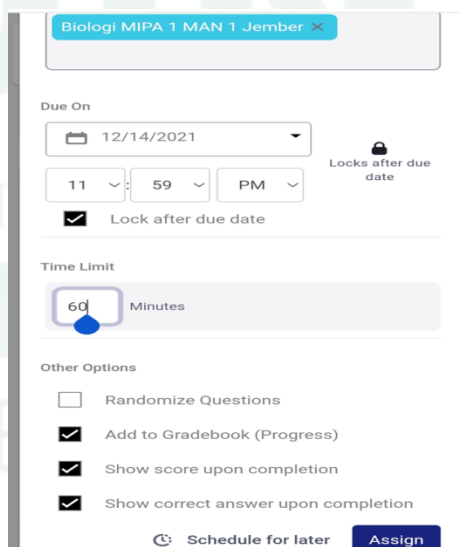 Biologi MIPA 1 MAN 1 Jember ×
Due On
12/14/2021
11 : 59 PM
Locks after due
date
Lock after due date
Time Limit
60 Minutes
Other Options
Randomize Questions
Add to Gradebook (Progress)
Show score upon completion
Show correct answer upon completion
Schedule for later Assign